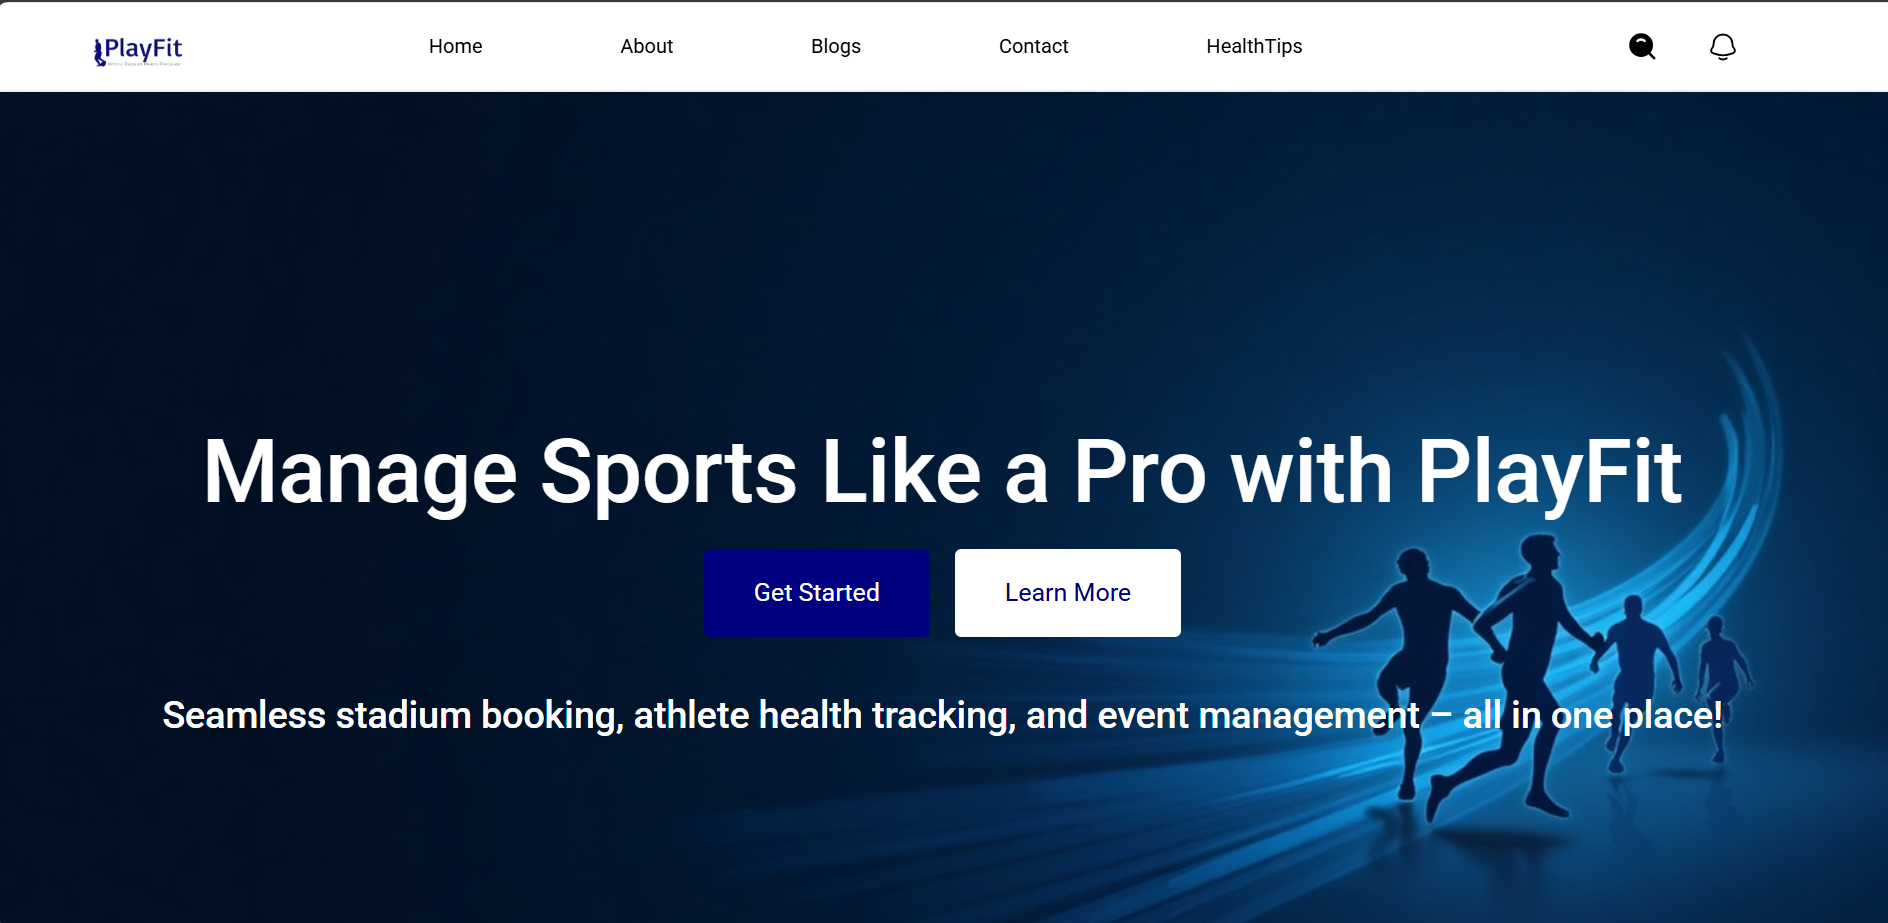 PlayFit
Home
About
Blogs
Contact
HealthTips
Manage Sports Like a Pro with PlayFit
Get Started
Learn More
Seamless stadium booking, athlete health tracking, and event management – all in one place!